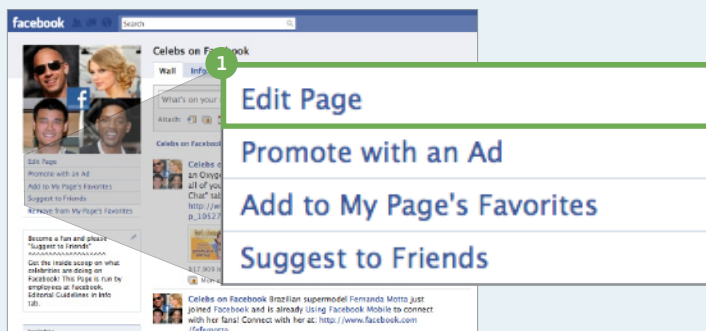 facebook
Search
Celebs on Facebook
Wall Info
1
What's on your
Attach:
Celebs on Facebook
Edit Page
Promote with an Ad
Add to My Page's Favorites
Suggest to Friends
Edit Page
Promote with an Ad
Add to My Page's Favorites
Suggest to Friends
Remove from My Page's Favorites
Celebs o
an Oxyge
all of you
Chat" tab
http://w
p_10527
Become a fan and please
"Suggest to Friends"
^^^^^^^^^^^^^^^^^^^^
Get the inside scoop on what
celebrities are doing on
Facebook! This Page is run by
employees at Facebook.
Editorial Guidelines in Info
tab.
Celebs on Facebook Brazilian supermodel Fernanda Motta just
joined Facebook and is already Using Facebook Mobile to connect
with her fans! Connect with her at: http://www.facebook.com